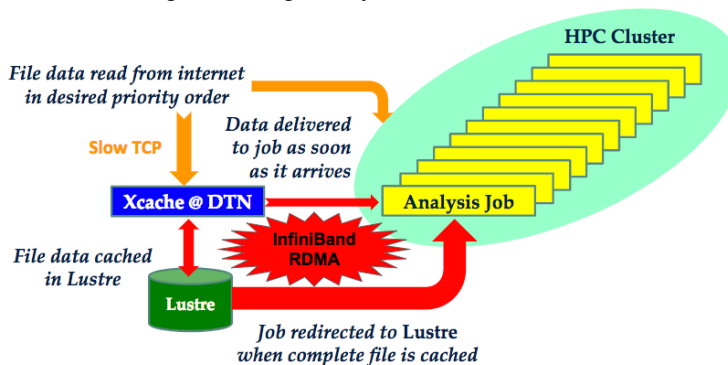 HPC Cluster
File data read from internet
in desired priority order
Slow TCP
Data delivered
to job as soon
as it arrives
Xcache @ DTN
Analysis Job
InfiniBand
RDMA
File data cached
in Lustre
Lustre
Job redirected to Lustre
when complete file is cached